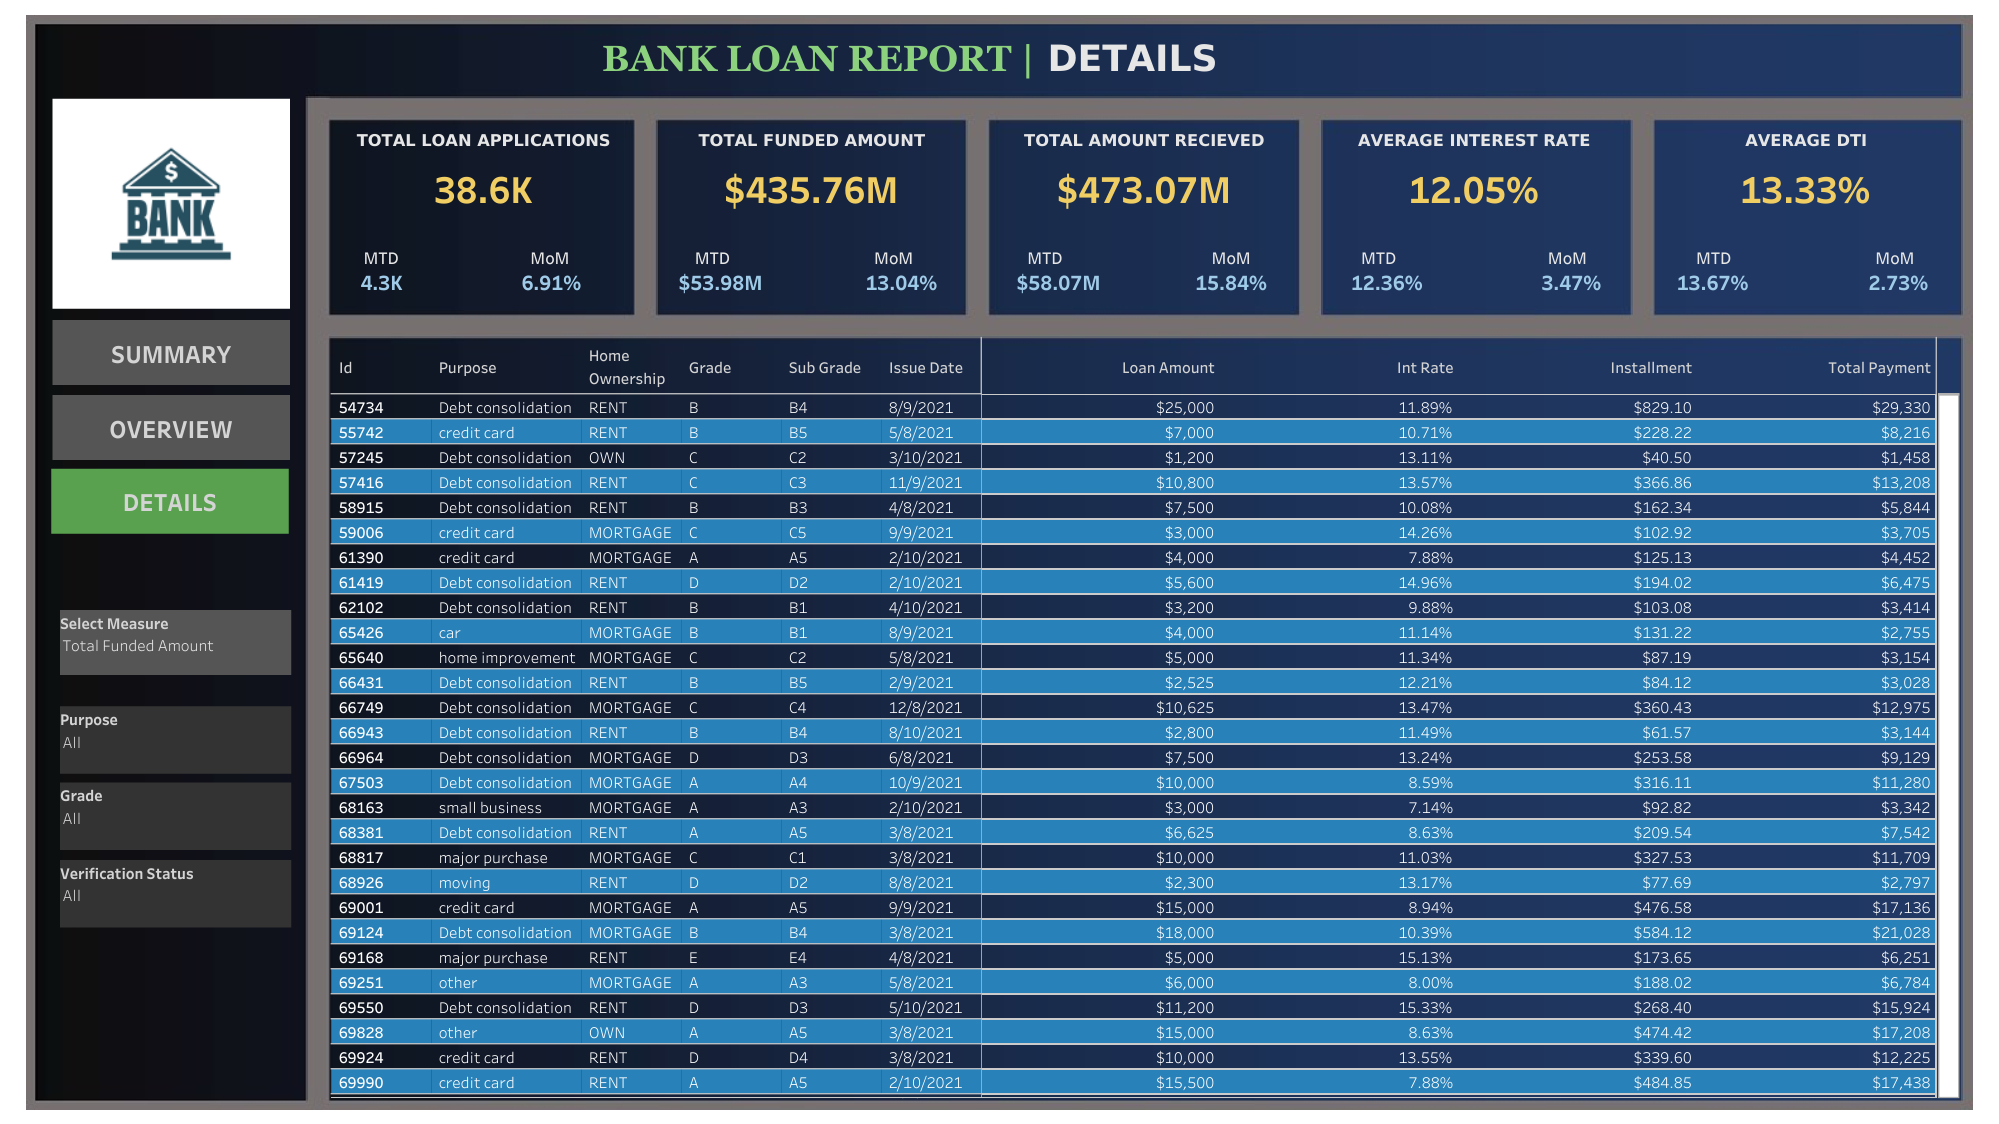 BANK LOAN REPORT | DETAILS
$
BANK
SUMMARY
OVERVIEW
DETAILS
Select Measure
Total Funded Amount
Purpose
All
Grade
All
Verification Status
All
TOTAL LOAN APPLICATIONS
38.6K
MTD MoM
4.3K 6.91%
TOTAL FUNDED AMOUNT
$435.76M
MTD MoM
$53.98M 13.04%
TOTAL AMOUNT RECIEVED
$473.07M
MTD MoM
$58.07M 15.84%
AVERAGE INTEREST RATE
12.05%
MTD MoM
12.36% 3.47%
AVERAGE DTI
13.33%
MTD MoM
13.67% 2.73%
Id Purpose Home Ownership Grade Sub Grade Issue Date Loan Amount Int Rate Installment Total Payment
54734 Debt consolidation RENT B B4 8/9/2021 $25,000 11.89% $829.10 $29,330
55742 credit card RENT B B5 5/8/2021 $7,000 10.71% $228.22 $8,216
57245 Debt consolidation OWN C C2 3/10/2021 $1,200 13.11% $40.50 $1,458
57416 Debt consolidation RENT C C3 11/9/2021 $10,800 13.57% $366.86 $13,208
58915 Debt consolidation RENT B B3 4/8/2021 $7,500 10.08% $162.34 $5,844
59006 credit card MORTGAGE C C5 9/9/2021 $3,000 14.26% $102.92 $3,705
61390 credit card MORTGAGE A A5 2/10/2021 $4,000 7.88% $125.13 $4,452
61419 Debt consolidation RENT D D2 2/10/2021 $5,600 14.96% $194.02 $6,475
62102 Debt consolidation RENT B B1 4/10/2021 $3,200 9.88% $103.08 $3,414
65426 car MORTGAGE B B1 8/9/2021 $4,000 11.14% $131.22 $2,755
65640 home improvement MORTGAGE C C2 5/8/2021 $5,000 11.34% $87.19 $3,154
66431 Debt consolidation RENT B B5 2/9/2021 $2,525 12.21% $84.12 $3,028
66749 Debt consolidation MORTGAGE C C4 12/8/2021 $10,625 13.47% $360.43 $12,975
66943 Debt consolidation RENT B B4 8/10/2021 $2,800 11.49% $61.57 $3,144
66964 Debt consolidation MORTGAGE D D3 6/8/2021 $7,500 13.24% $253.58 $9,129
67503 Debt consolidation MORTGAGE A A4 10/9/2021 $10,000 8.59% $316.11 $11,280
68163 small business MORTGAGE A A3 2/10/2021 $3,000 7.14% $92.82 $3,342
68381 Debt consolidation RENT A A5 3/8/2021 $6,625 8.63% $209.54 $7,542
68817 major purchase MORTGAGE C C1 3/8/2021 $10,000 11.03% $327.53 $11,709
68926 moving RENT D D2 8/8/2021 $2,300 13.17% $77.69 $2,797
69001 credit card MORTGAGE A A5 9/9/2021 $15,000 8.94% $476.58 $17,136
69124 Debt consolidation MORTGAGE B B4 3/8/2021 $18,000 10.39% $584.12 $21,028
69168 major purchase RENT E E4 4/8/2021 $5,000 15.13% $173.65 $6,251
69251 other MORTGAGE A A3 5/8/2021 $6,000 8.00% $188.02 $6,784
69550 Debt consolidation RENT D D3 5/10/2021 $11,200 15.33% $268.40 $15,924
69828 other OWN A A5 3/8/2021 $15,000 8.63% $474.42 $17,208
69924 credit card RENT D D4 3/8/2021 $10,000 13.55% $339.60 $12,225
69990 credit card RENT A A5 2/10/2021 $15,500 7.88% $484.85 $17,438